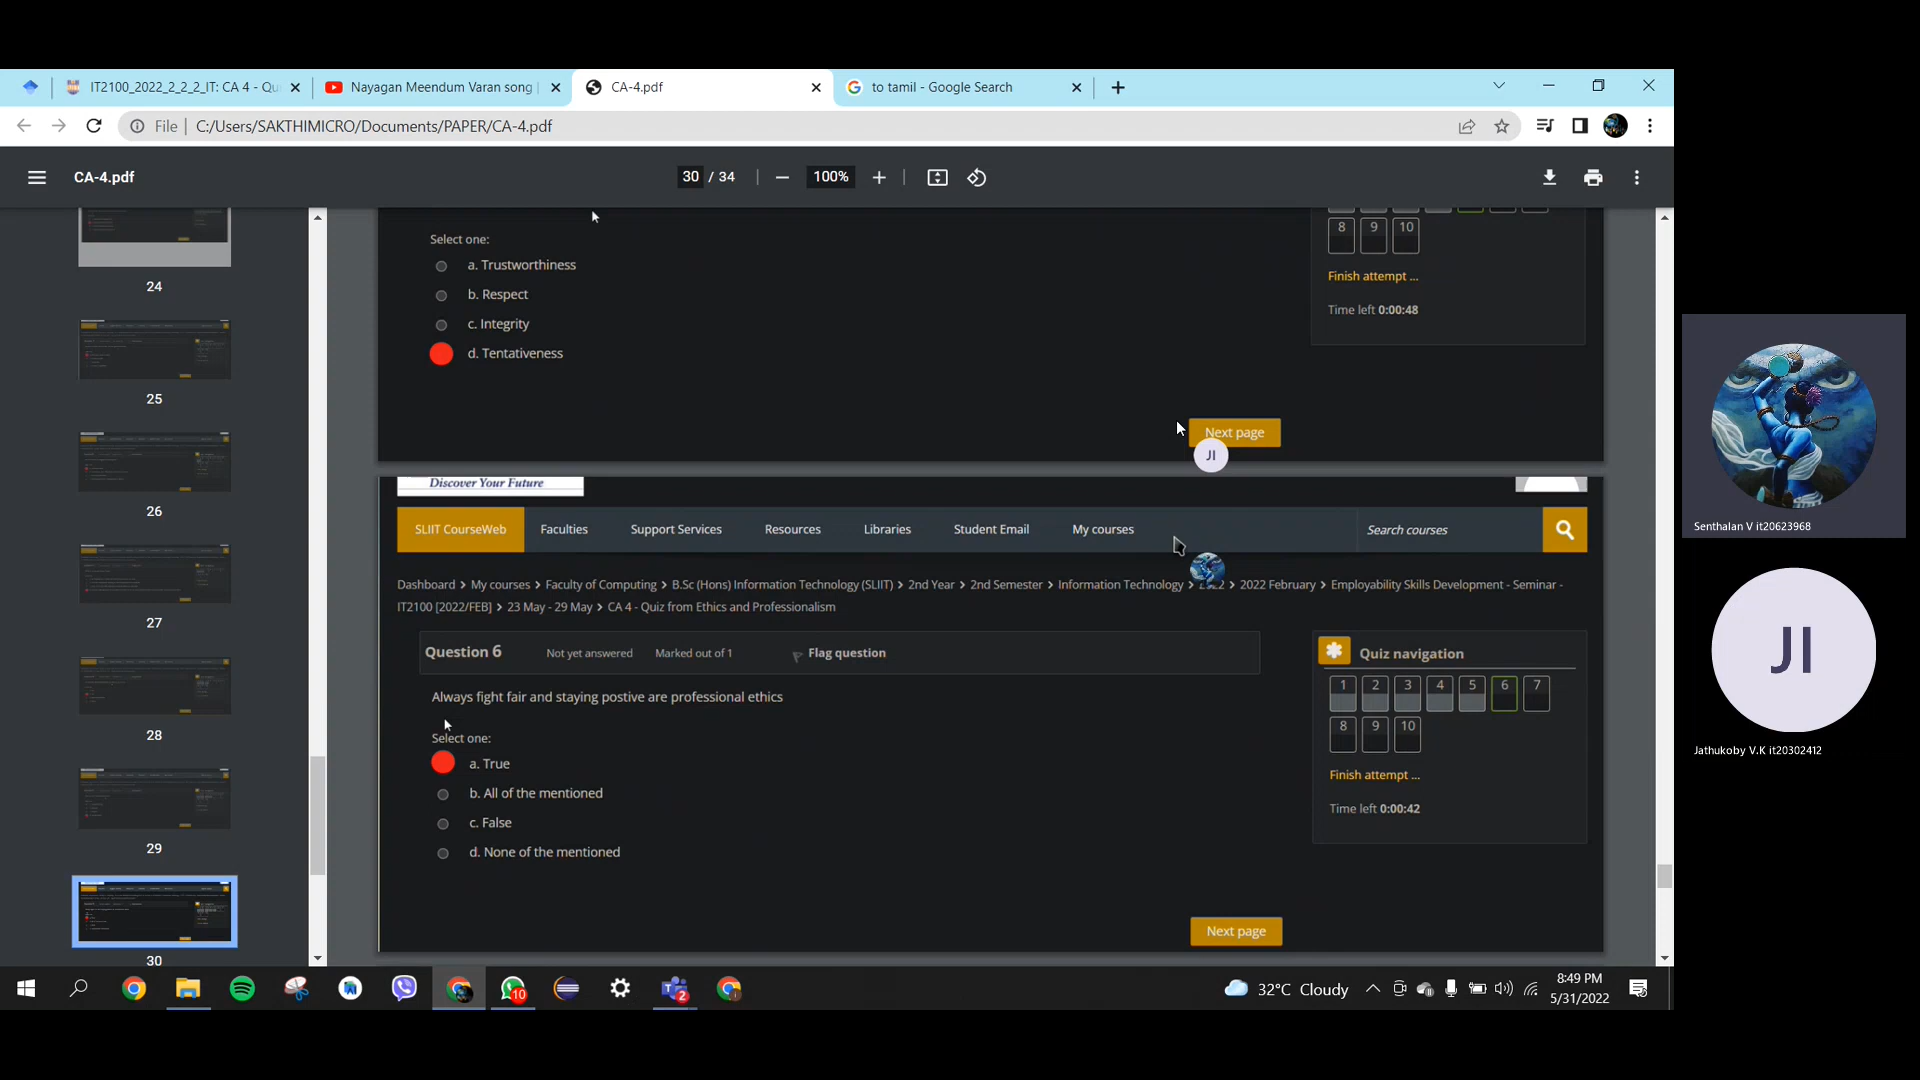 IT2100_2022_2_2_2_IT: CA 4 - Qu
Nayagan Meendum Varan song |
CA-4.pdf
to tamil - Google Search
File | C:/Users/SAKTHIMICRO/Documents/PAPER/CA-4.pdf
CA-4.pdf
30 / 34
100%
24
25
26
27
28
29
30
Select one:
a. Trustworthiness
b. Respect
c. Integrity
d. Tentativeness
8 9 10
Finish attempt ...
Time left 0:00:48
Next page
JI
Discover Your Future
SLIIT CourseWeb
Faculties
Support Services
Resources
Libraries
Student Email
My courses
Search courses
Dashboard > My courses > Faculty of Computing > B.Sc (Hons) Information Technology (SLIIT) > 2nd Year > 2nd Semester > Information Technology > > 2022 February > Employability Skills Development - Seminar -
IT2100 [2022/FEB] > 23 May - 29 May > CA 4 - Quiz from Ethics and Professionalism
Question 6
Not yet answered
Marked out of 1
Flag question
Always fight fair and staying postive are professional ethics
Select one:
a. True
b. All of the mentioned
c. False
d. None of the mentioned
Quiz navigation
1 2 3 4 5 6 7
8 9 10
Finish attempt ...
Time left 0:00:42
Next page
Senthalan V it20623968
JI
Jathukoby V.K it20302412
10
2
32°C Cloudy
8:49 PM
5/31/2022